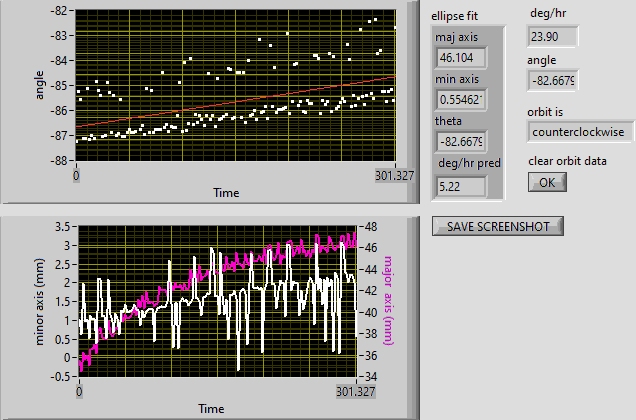 -82
-83
-84
-85
-86
-87
-88
angle
0
301.327
Time
ellipse fit
maj axis
46.104
min axis
0.55462
theta
-82.6679
deg/hr pred
5.22
deg/hr
23.90
angle
-82.6679
orbit is
counterclockwise
clear orbit data
OK
SAVE SCREENSHOT
3.5
3
2.5
2
1.5
1
0.5
0
-0.5
minor axis (mm)
48
46
44
42
40
38
36
34
major axis (mm)
0
301.327
Time